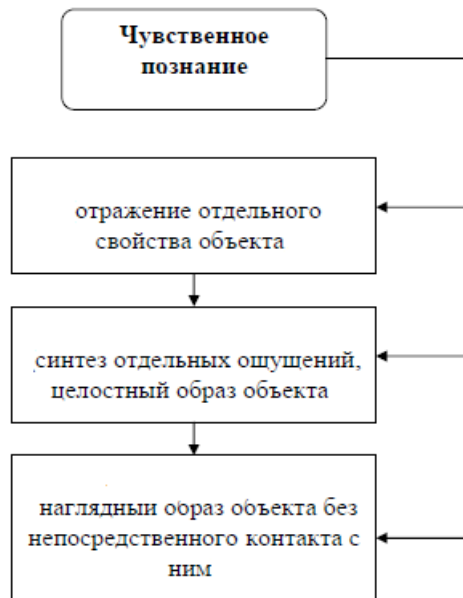 Чувственное
познание
отражение отдельного
свойства объекта
синтез отдельных ощущений,
целостный образ объекта
наглядный образ объекта без
непосредственного контакта с
ним